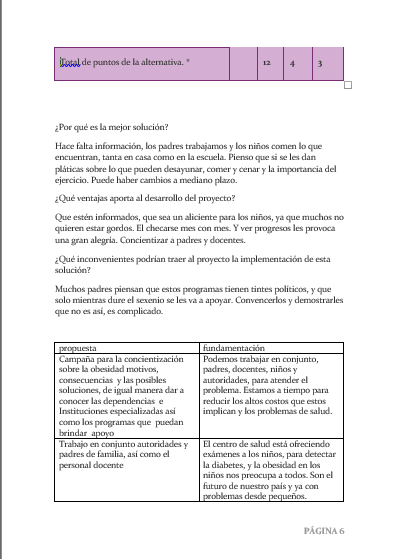 Total de puntos de la alternativa. * 12 4 3
¿Por qué es la mejor solución?
Hace falta información, los padres trabajamos y los niños comen lo que
encuentran, tanta en casa como en la escuela. Pienso que si se les dan
pláticas sobre lo que pueden desayunar, comer y cenar y la importancia del
ejercicio. Puede haber cambios a mediano plazo.
¿Qué ventajas aporta al desarrollo del proyecto?
Que estén informados, que sea un aliciente para los niños, ya que muchos no
quieren estar gordos. El checarse mes con mes. Y ver progresos les provoca
una gran alegría. Concientizar a padres y docentes.
¿Qué inconvenientes podrían traer al proyecto la implementación de esta
solución?
Muchos padres piensan que estos programas tienen tintes políticos, y que
solo mientras dure el sexenio se les va a apoyar. Convencerlos y demostrarles
que no es así, es complicado.
propuesta
fundamentación
Campaña para la concientización
sobre la obesidad motivos,
consecuencias y las posibles
soluciones, de igual manera dar a
conocer las dependencias e
Instituciones especializadas así
como los programas que puedan
brindar apoyo
Podemos trabajar en conjunto,
padres, docentes, niños y
autoridades, para atender el
problema. Estamos a tiempo para
reducir los altos costos que estos
implican y los problemas de salud.
Trabajo en conjunto autoridades y
padres de familia, así como el
personal docente
El centro de salud está ofreciendo
exámenes a los niños, para detectar
la diabetes, y la obesidad en los
niños nos preocupa a todos. Son el
futuro de nuestro país y ya con
problemas desde pequeños.
PÁGINA 6